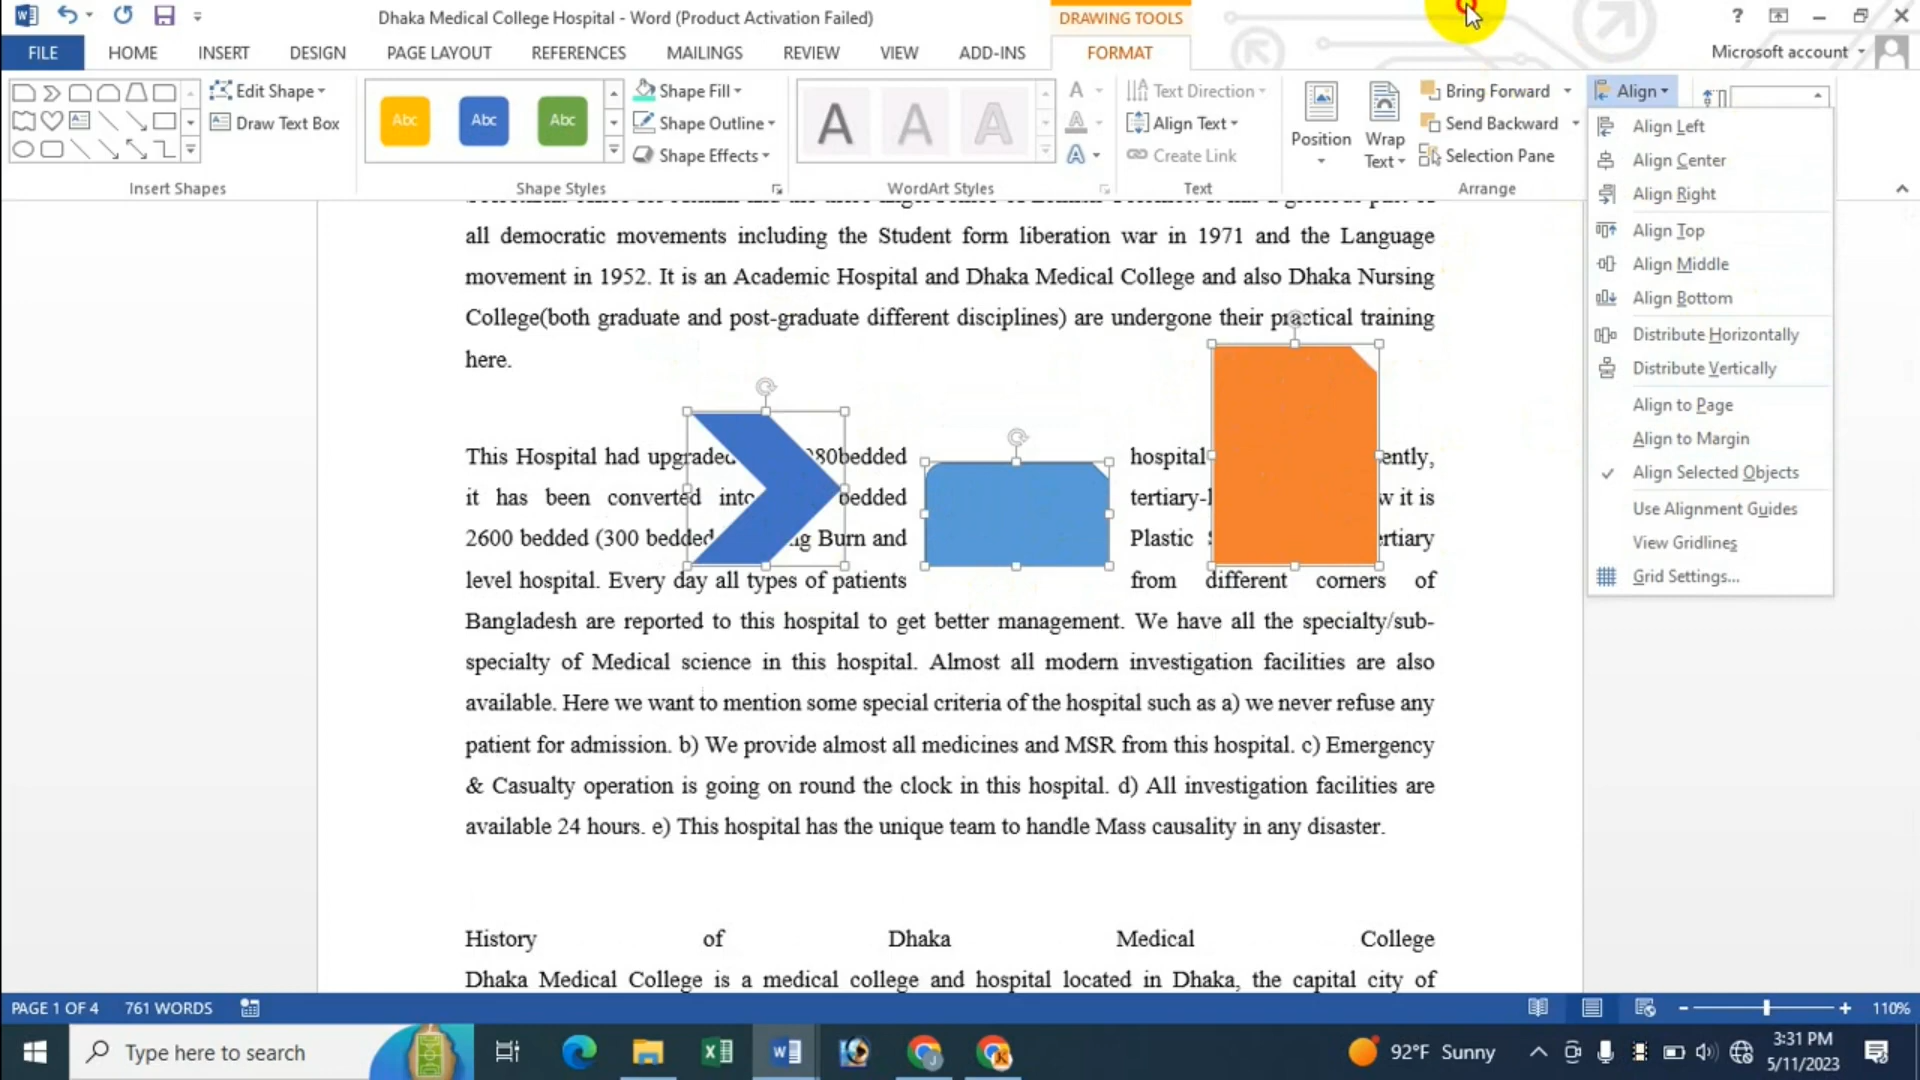 Dhaka Medical College Hospital - Word (Product Activation Failed)
DRAWING TOOLS
?
FILE HOME INSERT DESIGN PAGE LAYOUT REFERENCES MAILINGS REVIEW VIEW ADD-INS FORMAT
Microsoft account
Edit Shape
Draw Text Box
Insert Shapes
Abc Abc Abc
Shape Fill
Shape Outline
Shape Effects
Shape Styles
A A A
WordArt Styles
A
A
A
Text Direction
Align Text
Create Link
Text
Position
Wrap
Text
Bring Forward
Send Backward
Selection Pane
Arrange
Align
Align Left
Align Center
Align Right
Align Top
Align Middle
Align Bottom
Distribute Horizontally
Distribute Vertically
Align to Page
Align to Margin
Align Selected Objects
Use Alignment Guides
View Gridlines
Grid Settings...
all democratic movements including the Student form liberation war in 1971 and the Language
movement in 1952. It is an Academic Hospital and Dhaka Medical College and also Dhaka Nursing
College(both graduate and post-graduate different disciplines) are undergone their practical training
here.
This Hospital had upgraded 80bedded hospital ently,
it has been converted into bedded tertiary-l w it is
2600 bedded (300 bedded ng Burn and Plastic rtiary
level hospital. Every day all types of patients from different corners of
Bangladesh are reported to this hospital to get better management. We have all the specialty/sub-
specialty of Medical science in this hospital. Almost all modern investigation facilities are also
available. Here we want to mention some special criteria of the hospital such as a) we never refuse any
patient for admission. b) We provide almost all medicines and MSR from this hospital. c) Emergency
& Casualty operation is going on round the clock in this hospital. d) All investigation facilities are
available 24 hours. e) This hospital has the unique team to handle Mass causality in any disaster.
History of Dhaka Medical College
Dhaka Medical College is a medical college and hospital located in Dhaka, the capital city of
PAGE 1 OF 4 761 WORDS
110%
Type here to search
92°F Sunny
3:31 PM
5/11/2023